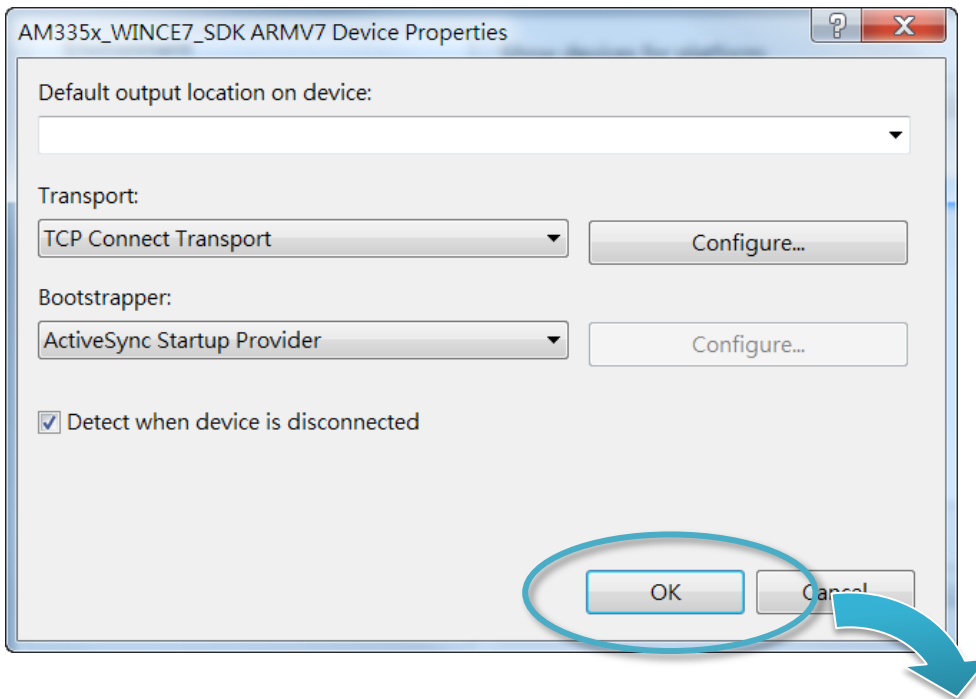 AM335x_WINCE7_SDK ARMV7 Device Properties
Default output location on device:
Transport:
TCP Connect Transport
Configure...
Bootstrapper:
ActiveSync Startup Provider
Configure...
Detect when device is disconnected
OK
Cancel